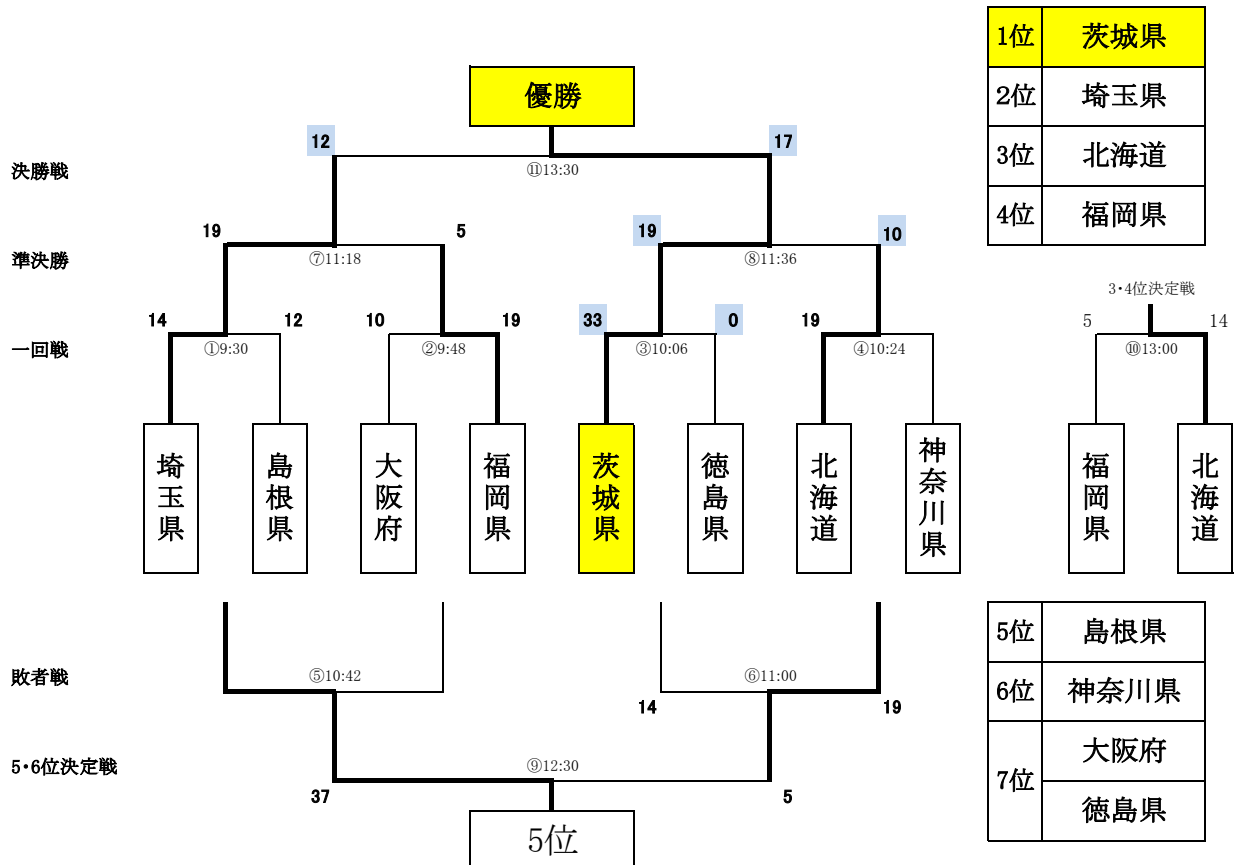 1位 茨城県
2位 埼玉県
3位 北海道
4位 福岡県
優勝
12 17
決勝戦 ⑪13:30
19 5 19 10
準決勝 ⑦11:18 ⑧11:36
3・4位決定戦
14 12 10 19 33 0 19 5 14
一回戦 ①9:30 ②9:48 ③10:06 ④10:24 ⑩13:00
埼玉県 島根県 大阪府 福岡県 茨城県 徳島県 北海道 神奈川県 福岡県 北海道
敗者戦 ⑤10:42 ⑥11:00
14 19
5・6位決定戦 ⑨12:30
37 5
5位
5位 島根県
6位 神奈川県
7位 大阪府
徳島県